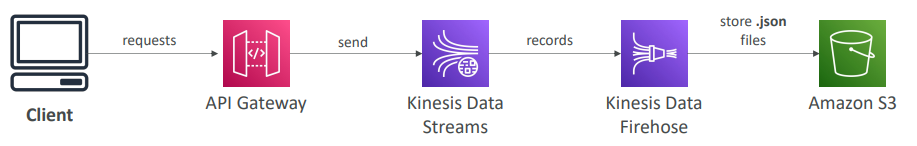 requests
send
records
store .json
files
Client
API Gateway
Kinesis Data
Streams
Kinesis Data
Firehose
Amazon S3